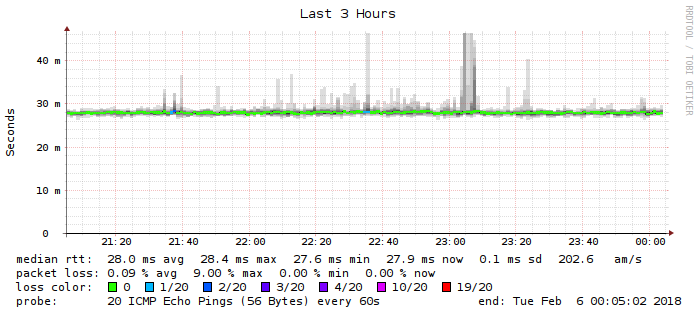 Last 3 Hours
RRDTOOL / TOBI OETIKER
Seconds
40 m
30 m
20 m
10 m
0
21:20 21:40 22:00 22:20 22:40 23:00 23:20 23:40 00:00
median rtt: 28.0 ms avg 28.4 ms max 27.6 ms min 27.9 ms now 0.1 ms sd 202.6 am/s
packet loss: 0.09 % avg 9.00 % max 0.00 % min 0.00 % now
loss color: 0 1/20 2/20 3/20 4/20 10/20 19/20
probe: 20 ICMP Echo Pings (56 Bytes) every 60s end: Tue Feb 6 00:05:02 2018